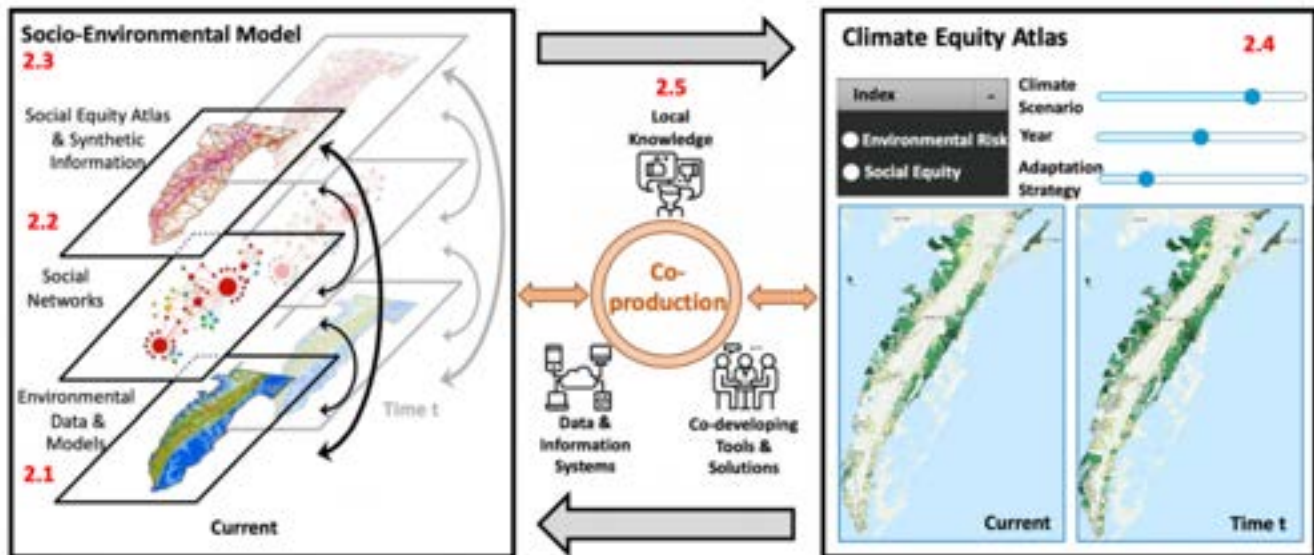 Socio-Environmental Model
2.3
Social Equity Atlas
& Synthetic
Information
2.2
Social
Networks
Environmental
Data &
Models
2.1
Time t
Current
2.5
Local
Knowledge
Co-
production
Data &
Information
Systems
Co-developing
Tools &
Solutions
Climate Equity Atlas
2.4
Index
Environmental Risk
Social Equity
Climate
Scenario
Year
Adaptation
Strategy
Current
Time t